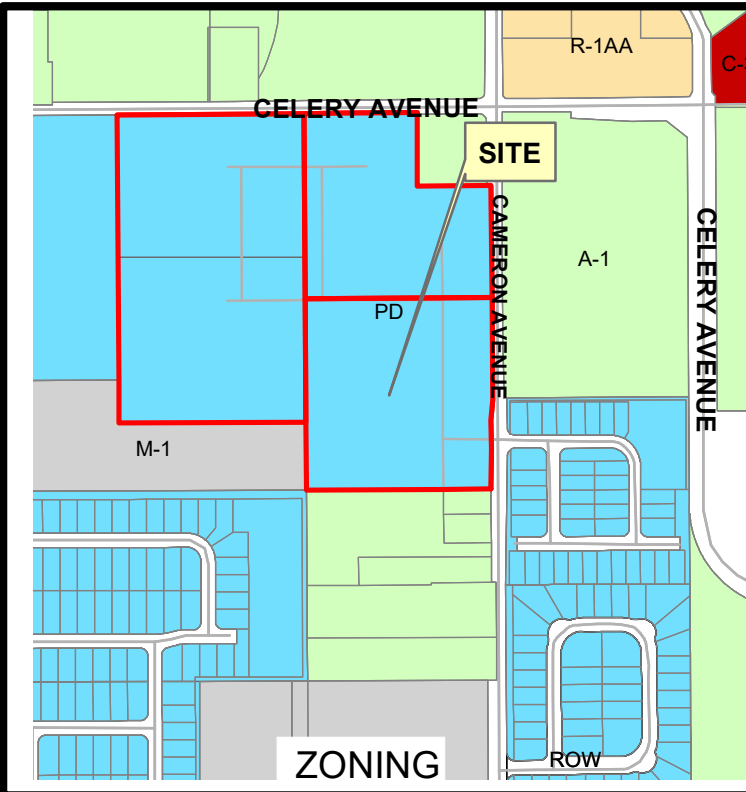 R-1AA
C-
CELERY AVENUE
SITE
CAMERON AVENUE
CELERY AVENUE
A-1
PD
M-1
ROW
ZONING